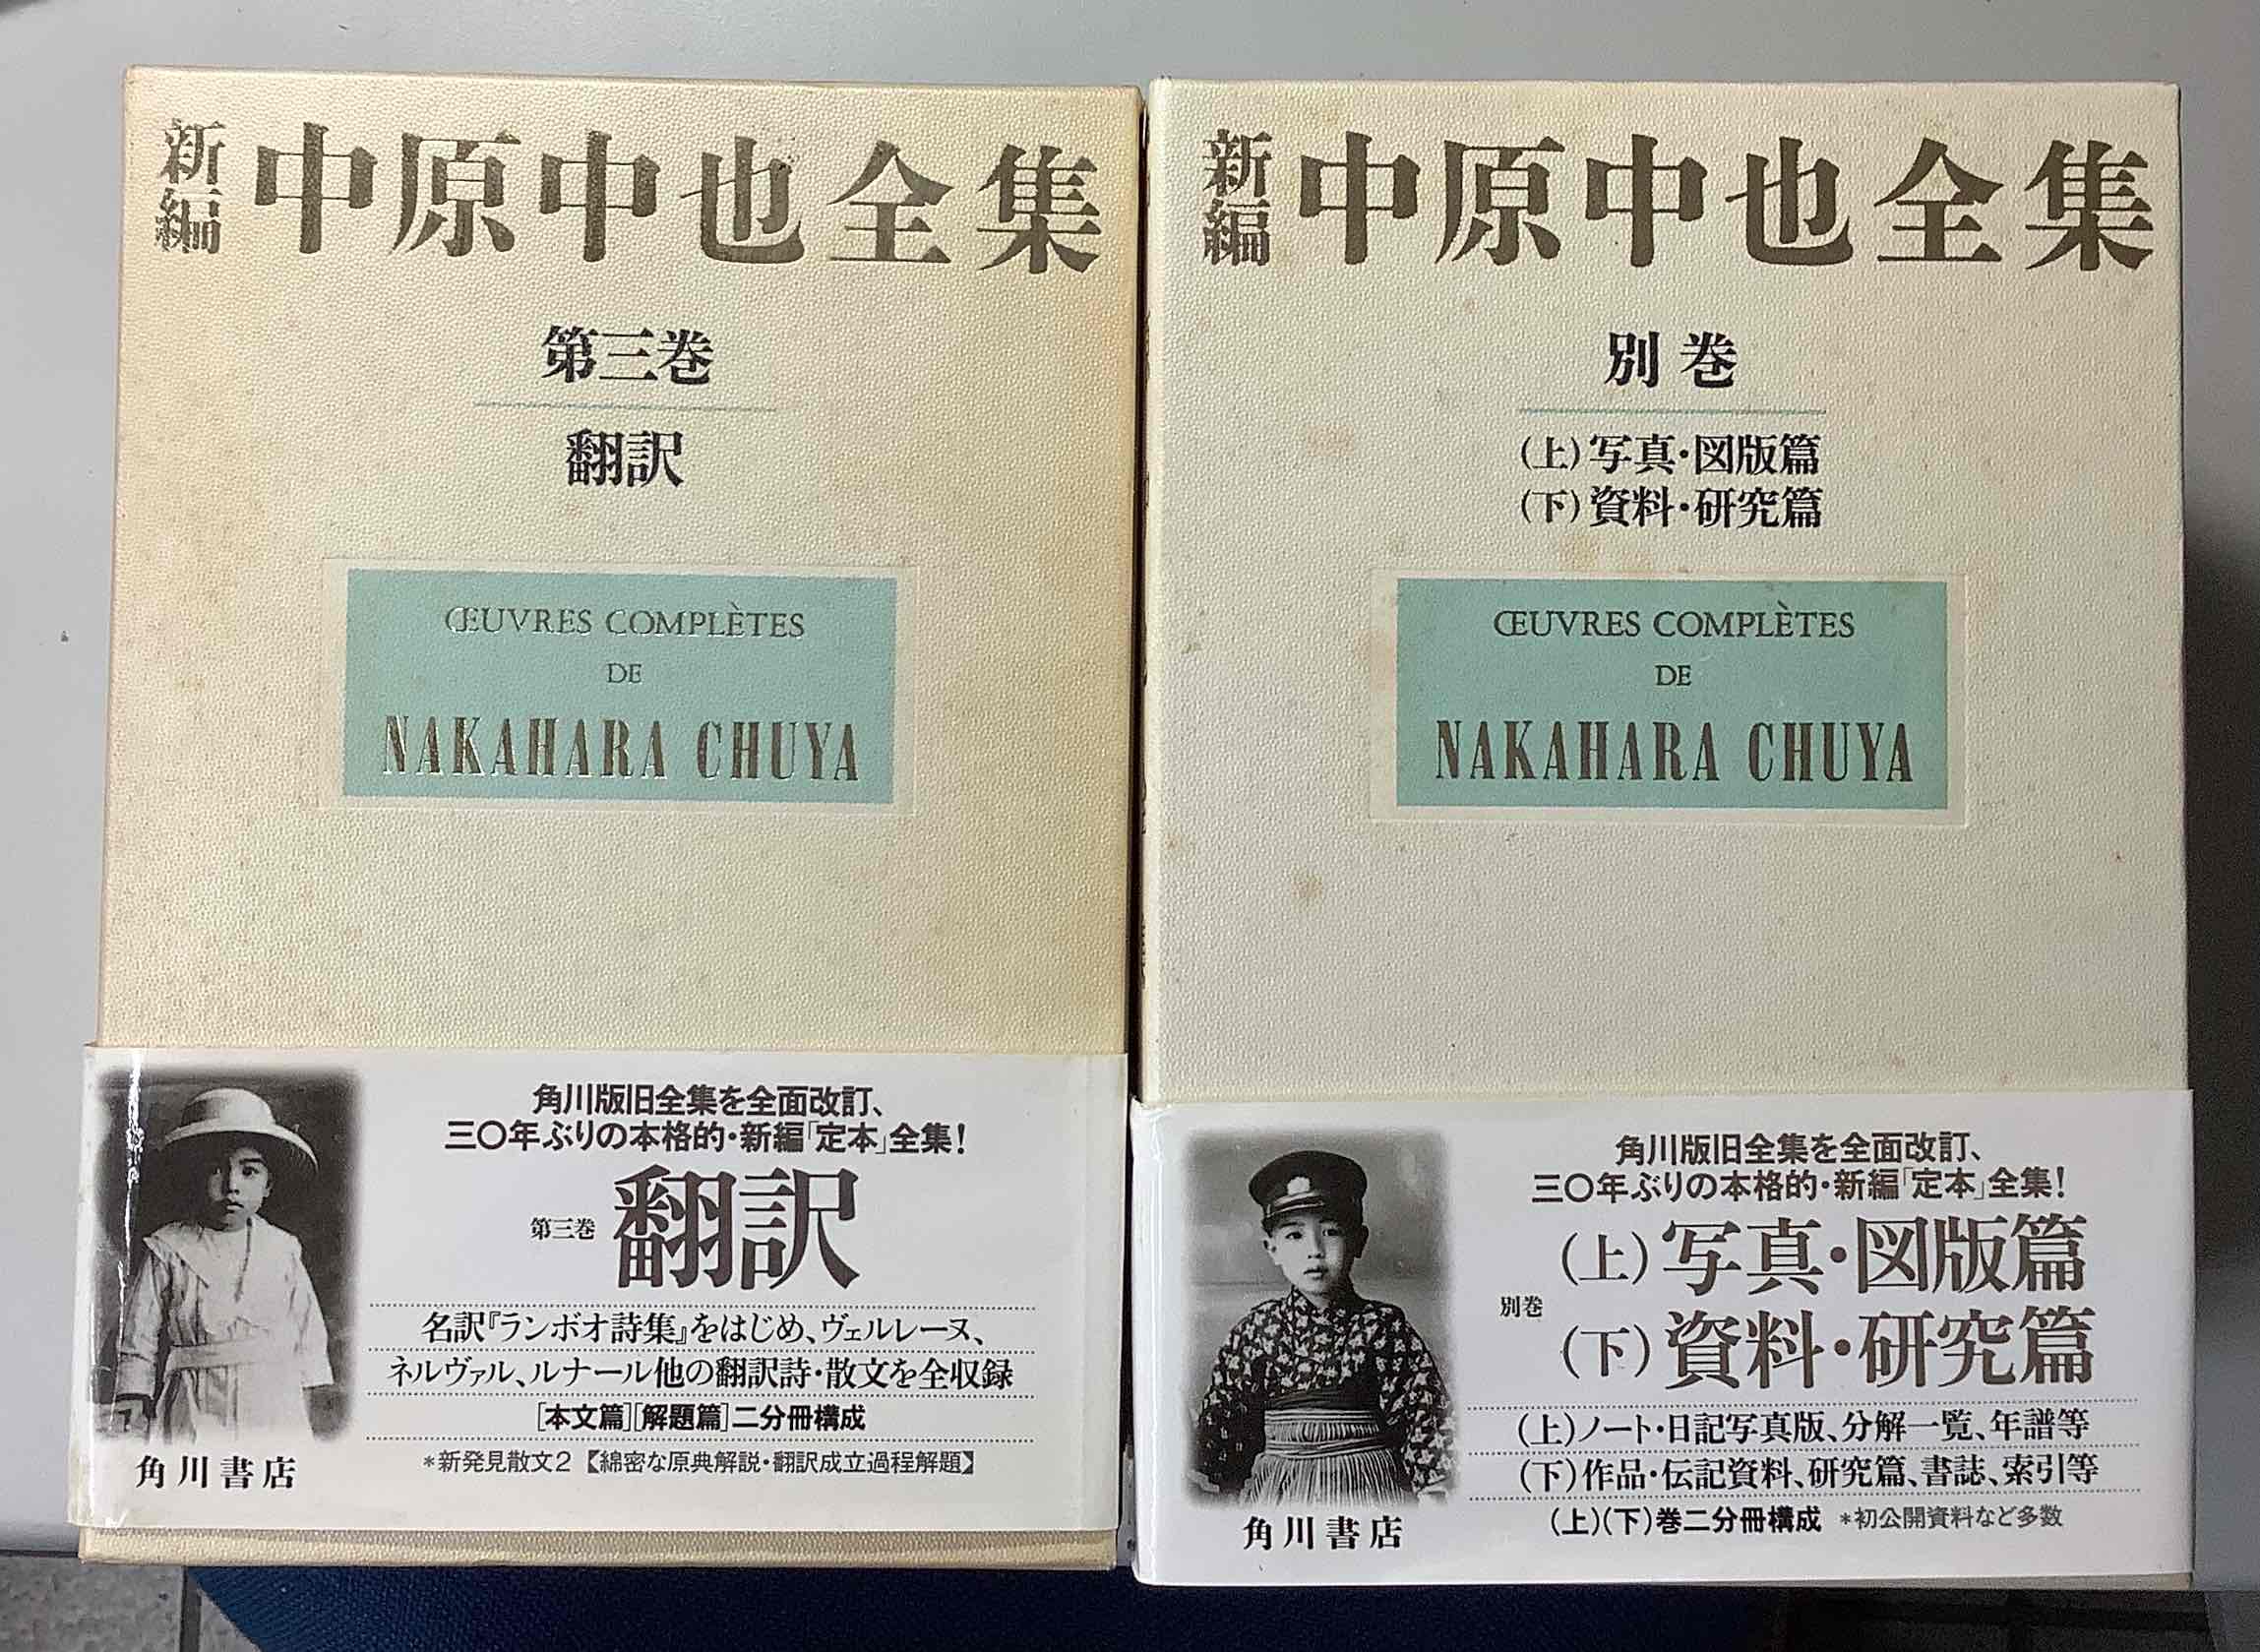 新編 中原中也全集
第三巻
翻訳
ŒUVRES COMPLÈTES
DE
NAKAHARA CHUYA
角川版旧全集を全面改訂、
三〇年ぶりの本格的・新編「定本」全集!
第三巻 翻訳
名訳『ランボオ詩集』をはじめ、ヴェルレーヌ、
ネルヴァル、ルナール他の翻訳詩・散文を全収録
[本文篇][解題篇]二分冊構成
*新発見散文2【綿密な原典解説・翻訳成立過程解題】
角川書店
新編 中原中也全集
別巻
(上)写真・図版篇
(下)資料・研究篇
ŒUVRES COMPLÈTES
DE
NAKAHARA CHUYA
角川版旧全集を全面改訂、
三〇年ぶりの本格的・新編「定本」全集!
別巻
(上)写真・図版篇
(下)資料・研究篇
(上)ノート・日記写真版、分解一覧、年譜等
(下)作品・伝記資料、研究篇、書誌、索引等
(上)(下)巻二分冊構成 *初公開資料など多数
角川書店